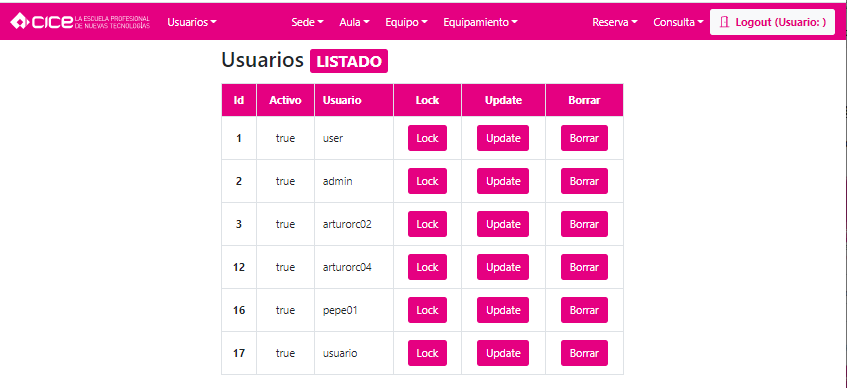 CICE LA ESCUELA PROFESIONAL DE NUEVAS TECNOLOGÍAS Usuarios Sede Aula Equipo Equipamiento Reserva Consulta Logout (Usuario: )
Usuarios LISTADO
Id Activo Usuario Lock Update Borrar
1 true user Lock Update Borrar
2 true admin Lock Update Borrar
3 true arturorc02 Lock Update Borrar
12 true arturorc04 Lock Update Borrar
16 true pepe01 Lock Update Borrar
17 true usuario Lock Update Borrar